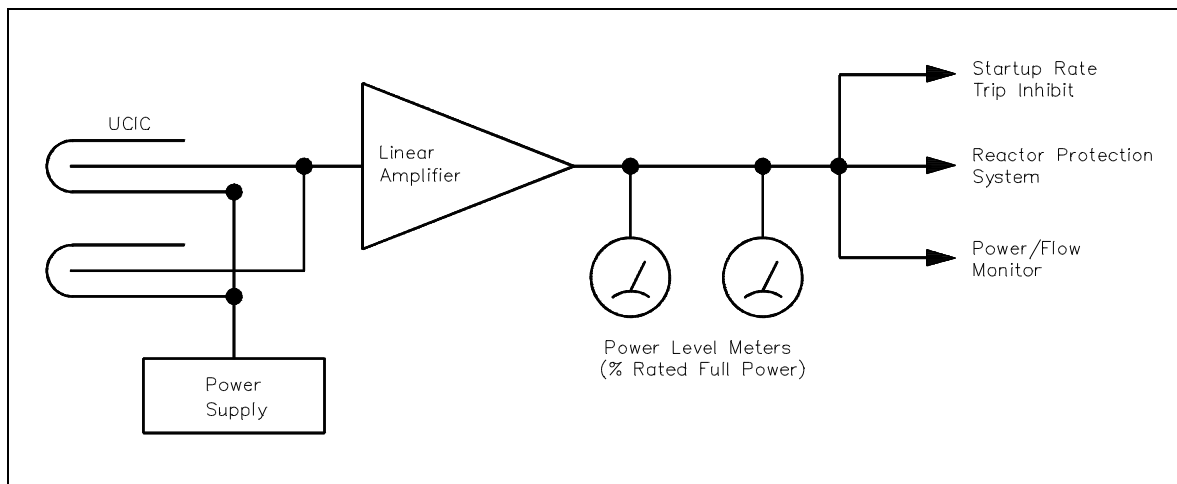 UCIC
Linear
Amplifier
Power
Supply
Power Level Meters
(% Rated Full Power)
Startup Rate
Trip Inhibit
Reactor Protection
System
Power/Flow
Monitor